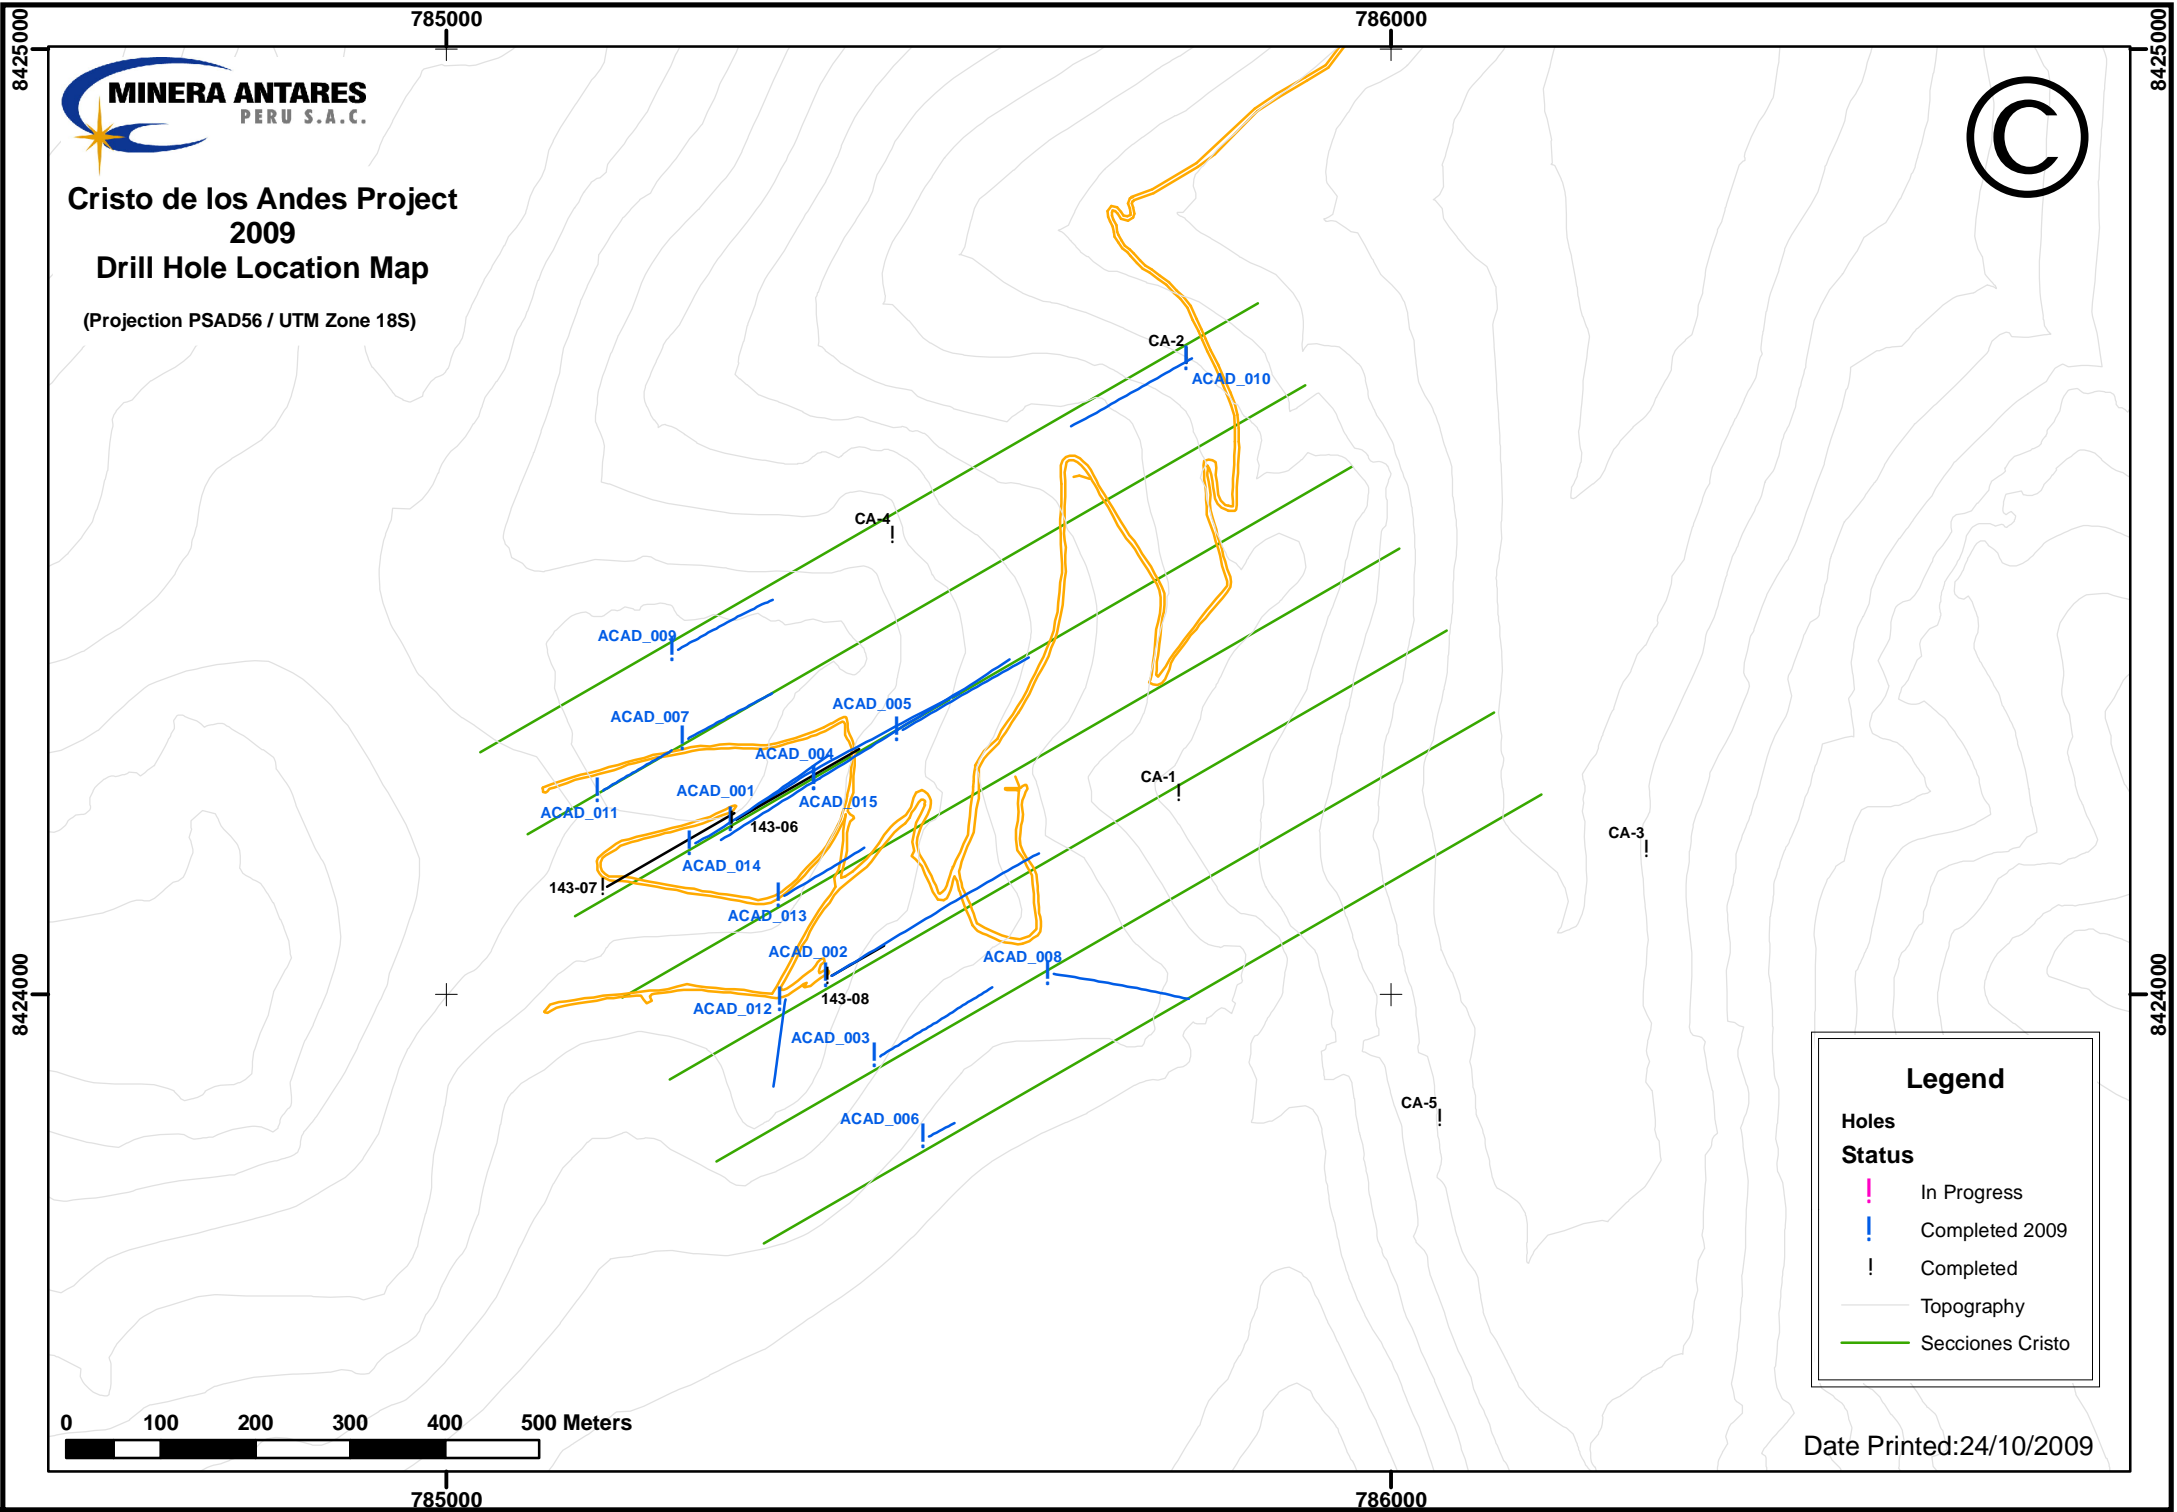 785000
786000
8425000
8425000
MINERA ANTARES
PERU S.A.C.
©
Cristo de los Andes Project
2009
Drill Hole Location Map
(Projection PSAD56 / UTM Zone 18S)
CA-2
ACAD_010
CA-4
ACAD_009
ACAD_007
ACAD_005
ACAD_004
ACAD_001
ACAD_015
ACAD_011
143-06
CA-1
CA-3
ACAD_014
143-07
ACAD_013
ACAD_002
ACAD_008
143-08
ACAD_012
8424000
8424000
ACAD_003
ACAD_006
CA-5
Legend
Holes
Status
In Progress
Completed 2009
Completed
Topography
Secciones Cristo
0 100 200 300 400 500 Meters
Date Printed:24/10/2009
785000
786000